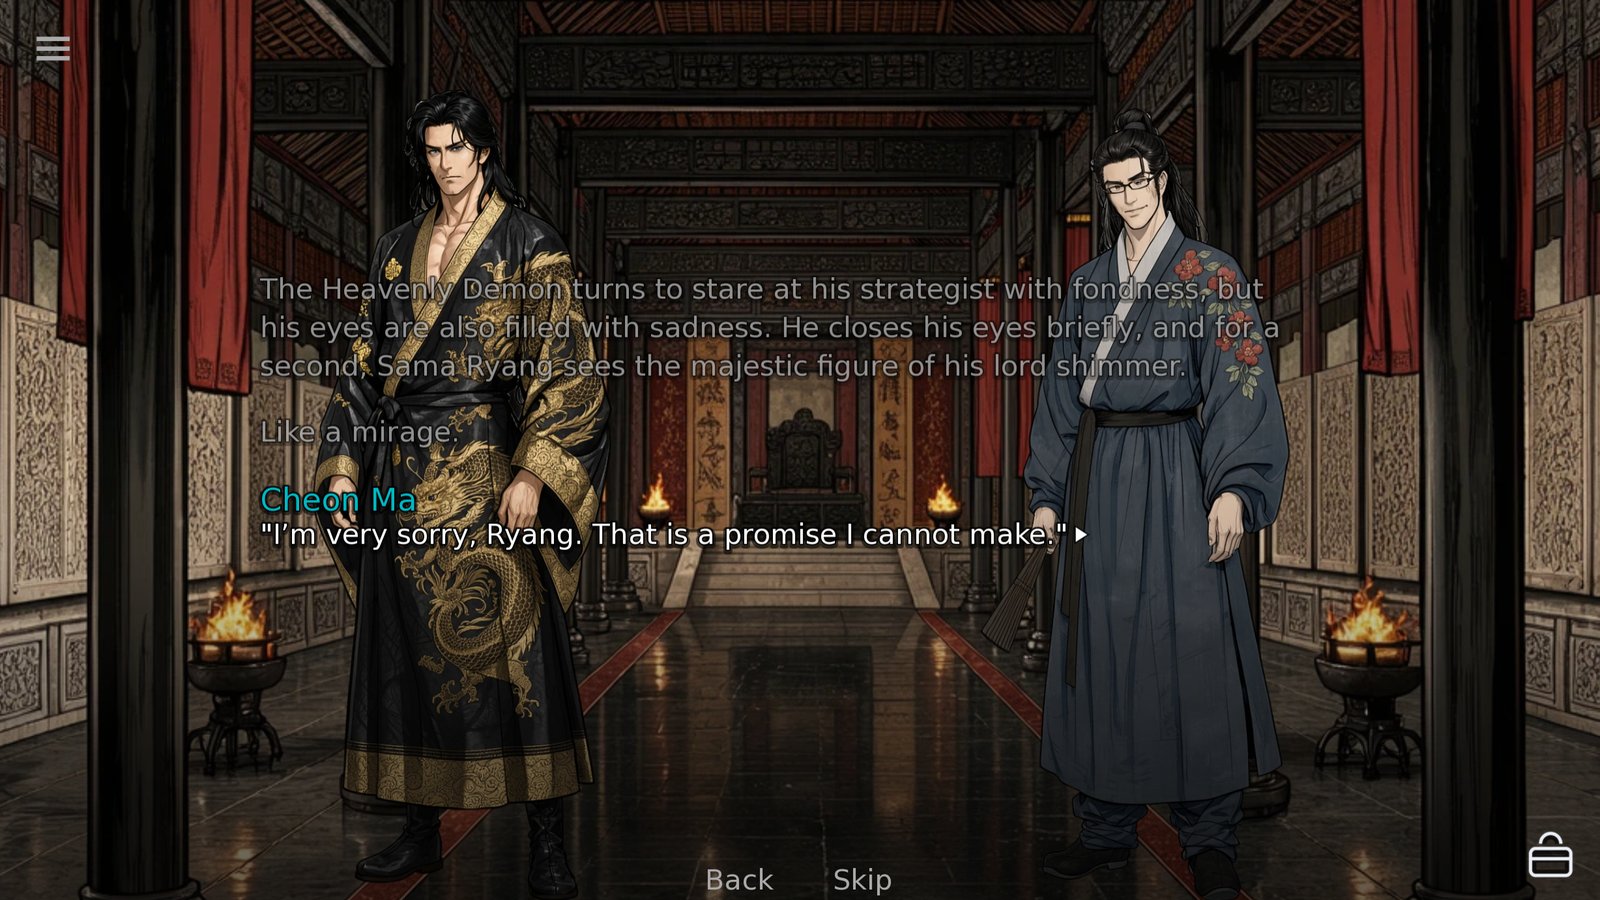 The Heavenly Demon turns to stare at his strategist with fondness, but
his eyes are also filled with sadness. He closes his eyes briefly, and for a
second, Sama Ryang sees the majestic figure of his lord shimmer.
Like a mirage.
Cheon Ma
"I’m very sorry, Ryang. That is a promise I cannot make."
Back Skip